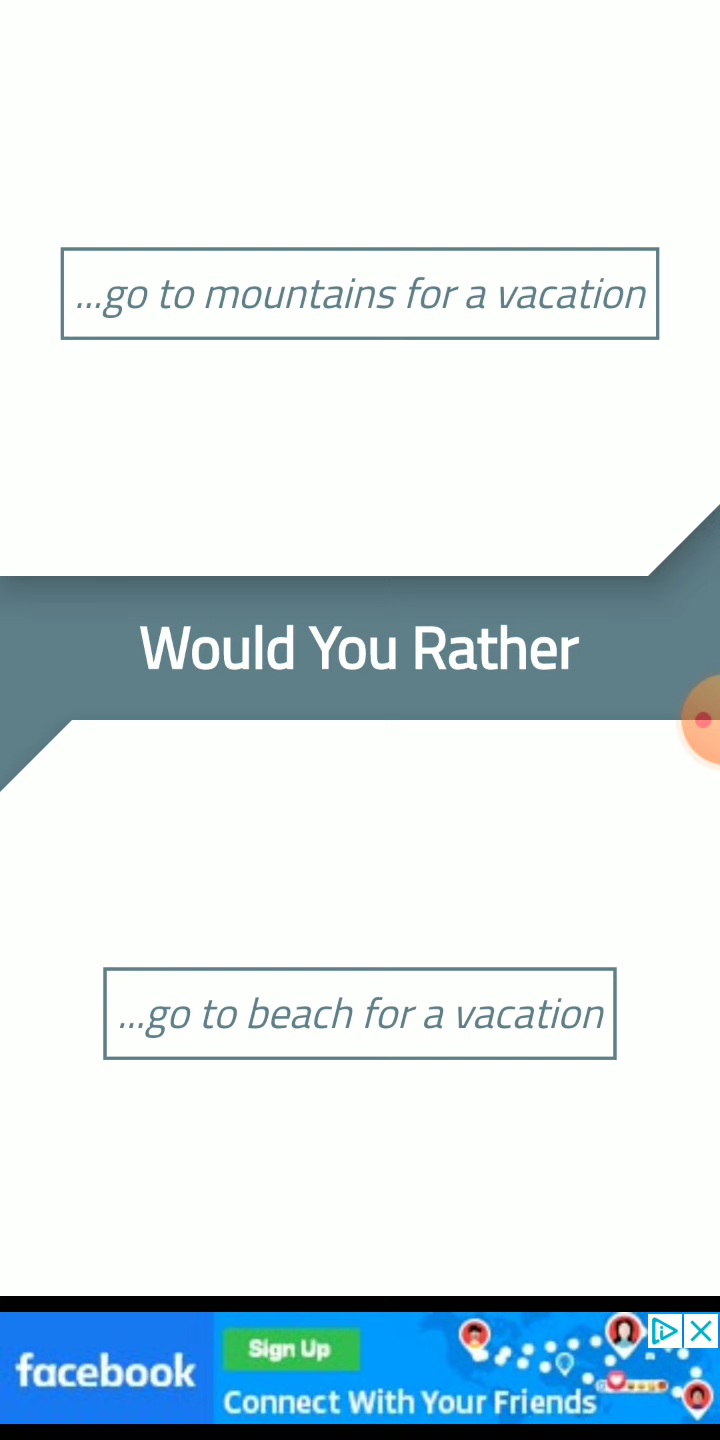 ...go to mountains for a vacation
Would You Rather
...go to beach for a vacation
facebook
Sign Up
Connect With Your Friends